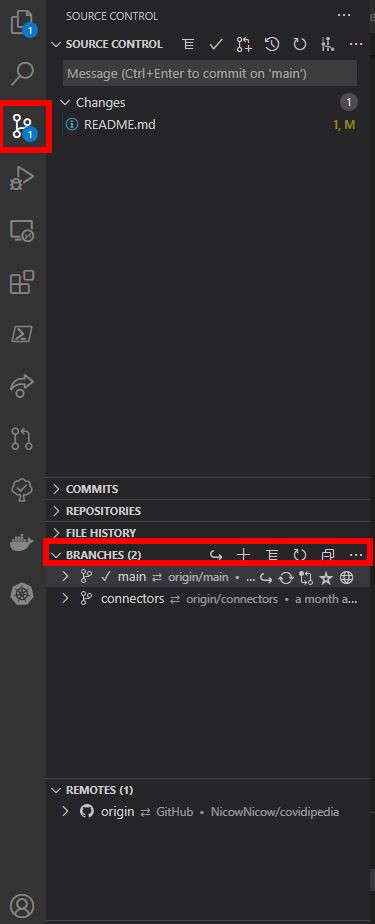 1
SOURCE CONTROL
SOURCE CONTROL
Message (Ctrl+Enter to commit on 'main')
Changes 1
1
README.md 1, M
COMMITS
REPOSITORIES
FILE HISTORY
BRANCHES (2)
main origin/main • ...
connectors origin/connectors • a month a...
REMOTES (1)
origin GitHub • NicowNicow/covidipedia